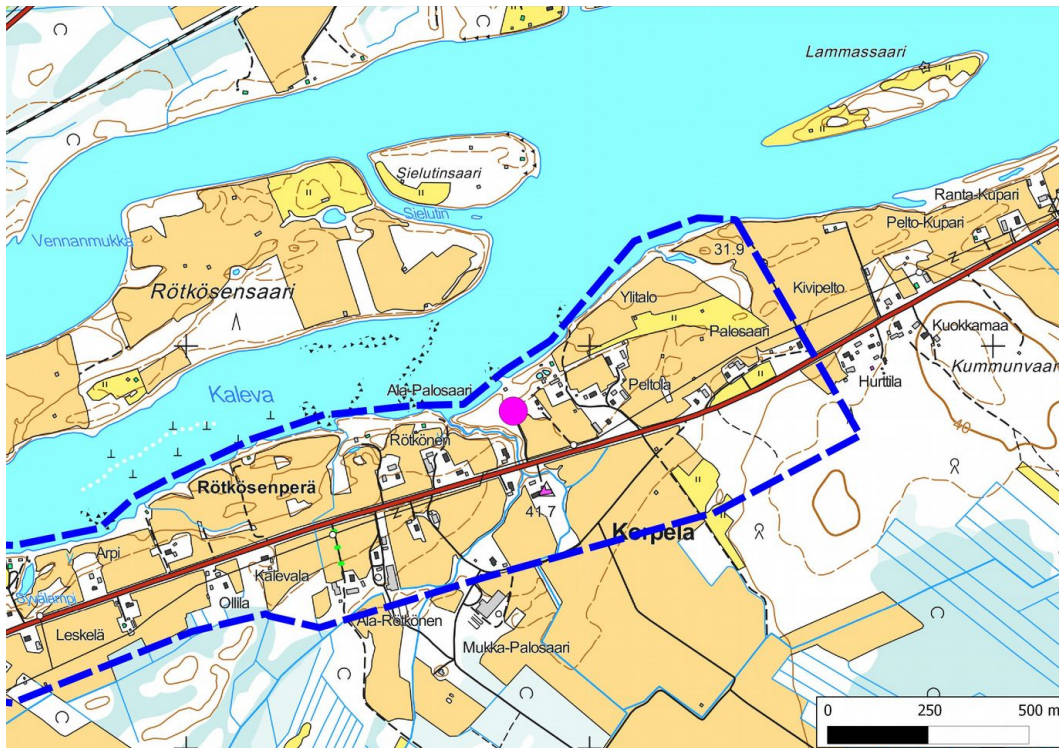 Lammassaari
Sielutinsaari
Ranta-Kupari
Sielutin
Pelto-Kupari
Vennanmukka
31.9
Rötkösensaari
Ylitalo
Kivipelto
Z
Palosaari
Kuokkamaa
Kummunvaar
Kaleva
Ala-Palosaari
Peltola
Hurttila
40
Rötkönen
Rötkösenperä
41.7
Z
Korpela
Arpi
Kalevala
Syvälampi
Ollila
Leskelä
Ala-Rötkönen
Mukka-Palosaari
0 250 500 m